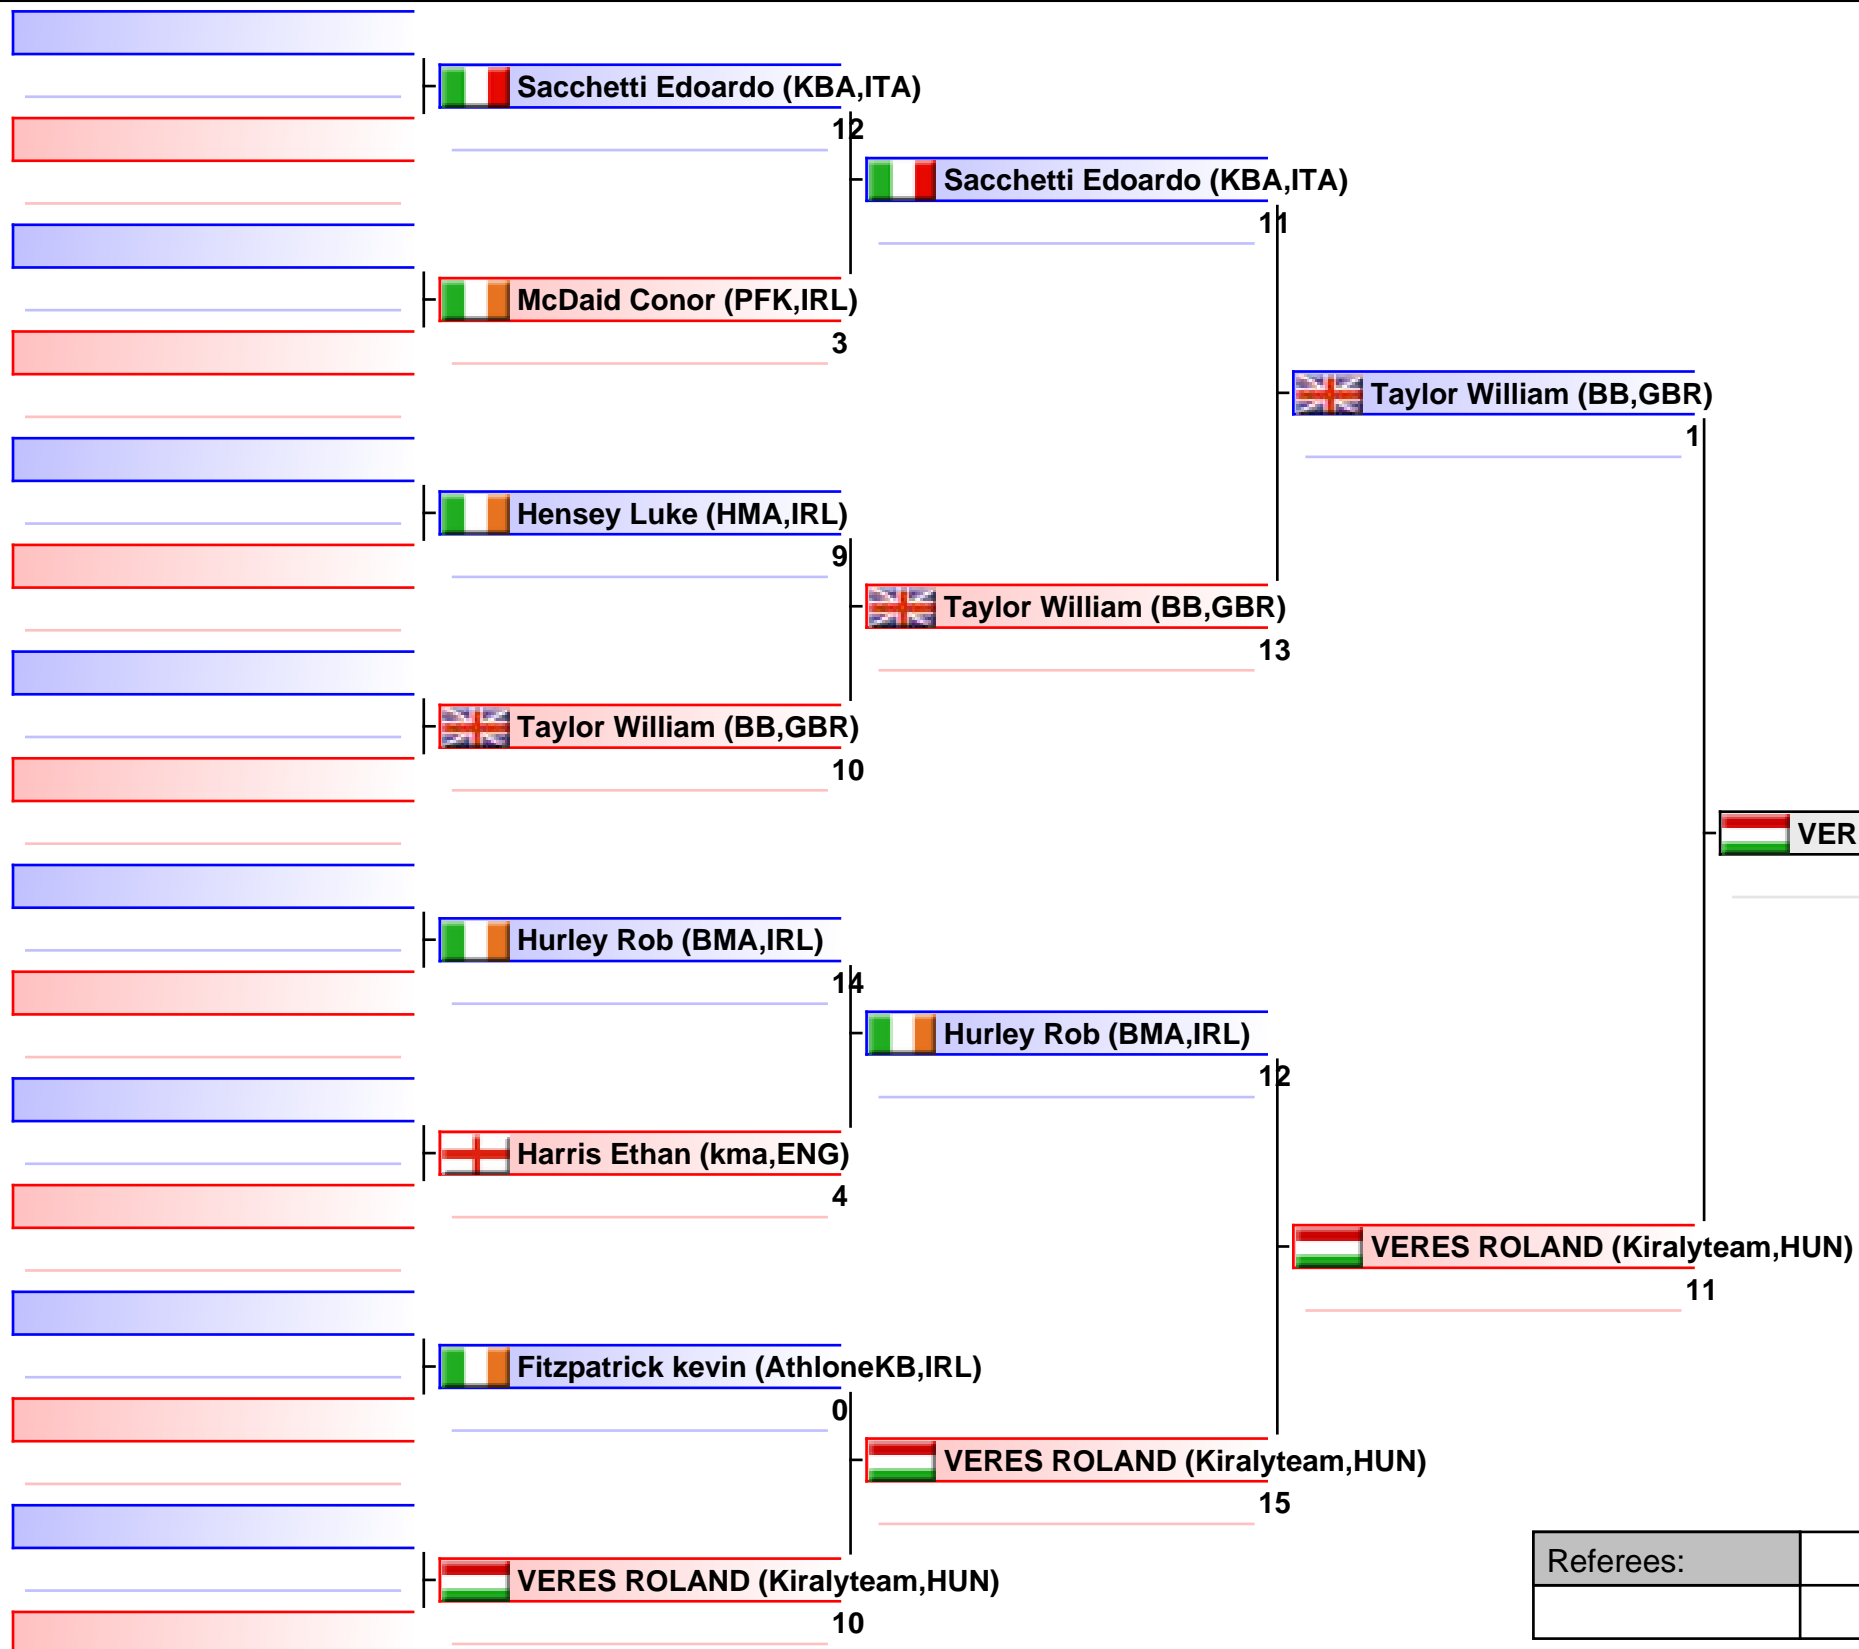 Sacchetti Edoardo (KBA,ITA)
12
McDaid Conor (PFK,IRL)
3
Hensey Luke (HMA,IRL)
9
Taylor William (BB,GBR)
10
Hurley Rob (BMA,IRL)
14
Harris Ethan (kma,ENG)
4
Fitzpatrick kevin (AthloneKB,IRL)
0
VERES ROLAND (Kiralyteam,HUN)
10
Sacchetti Edoardo (KBA,ITA)
11
Taylor William (BB,GBR)
13
Hurley Rob (BMA,IRL)
12
VERES ROLAND (Kiralyteam,HUN)
15
Taylor William (BB,GBR)
1
VERES ROLAND (Kiralyteam,HUN)
11
VER
Referees: